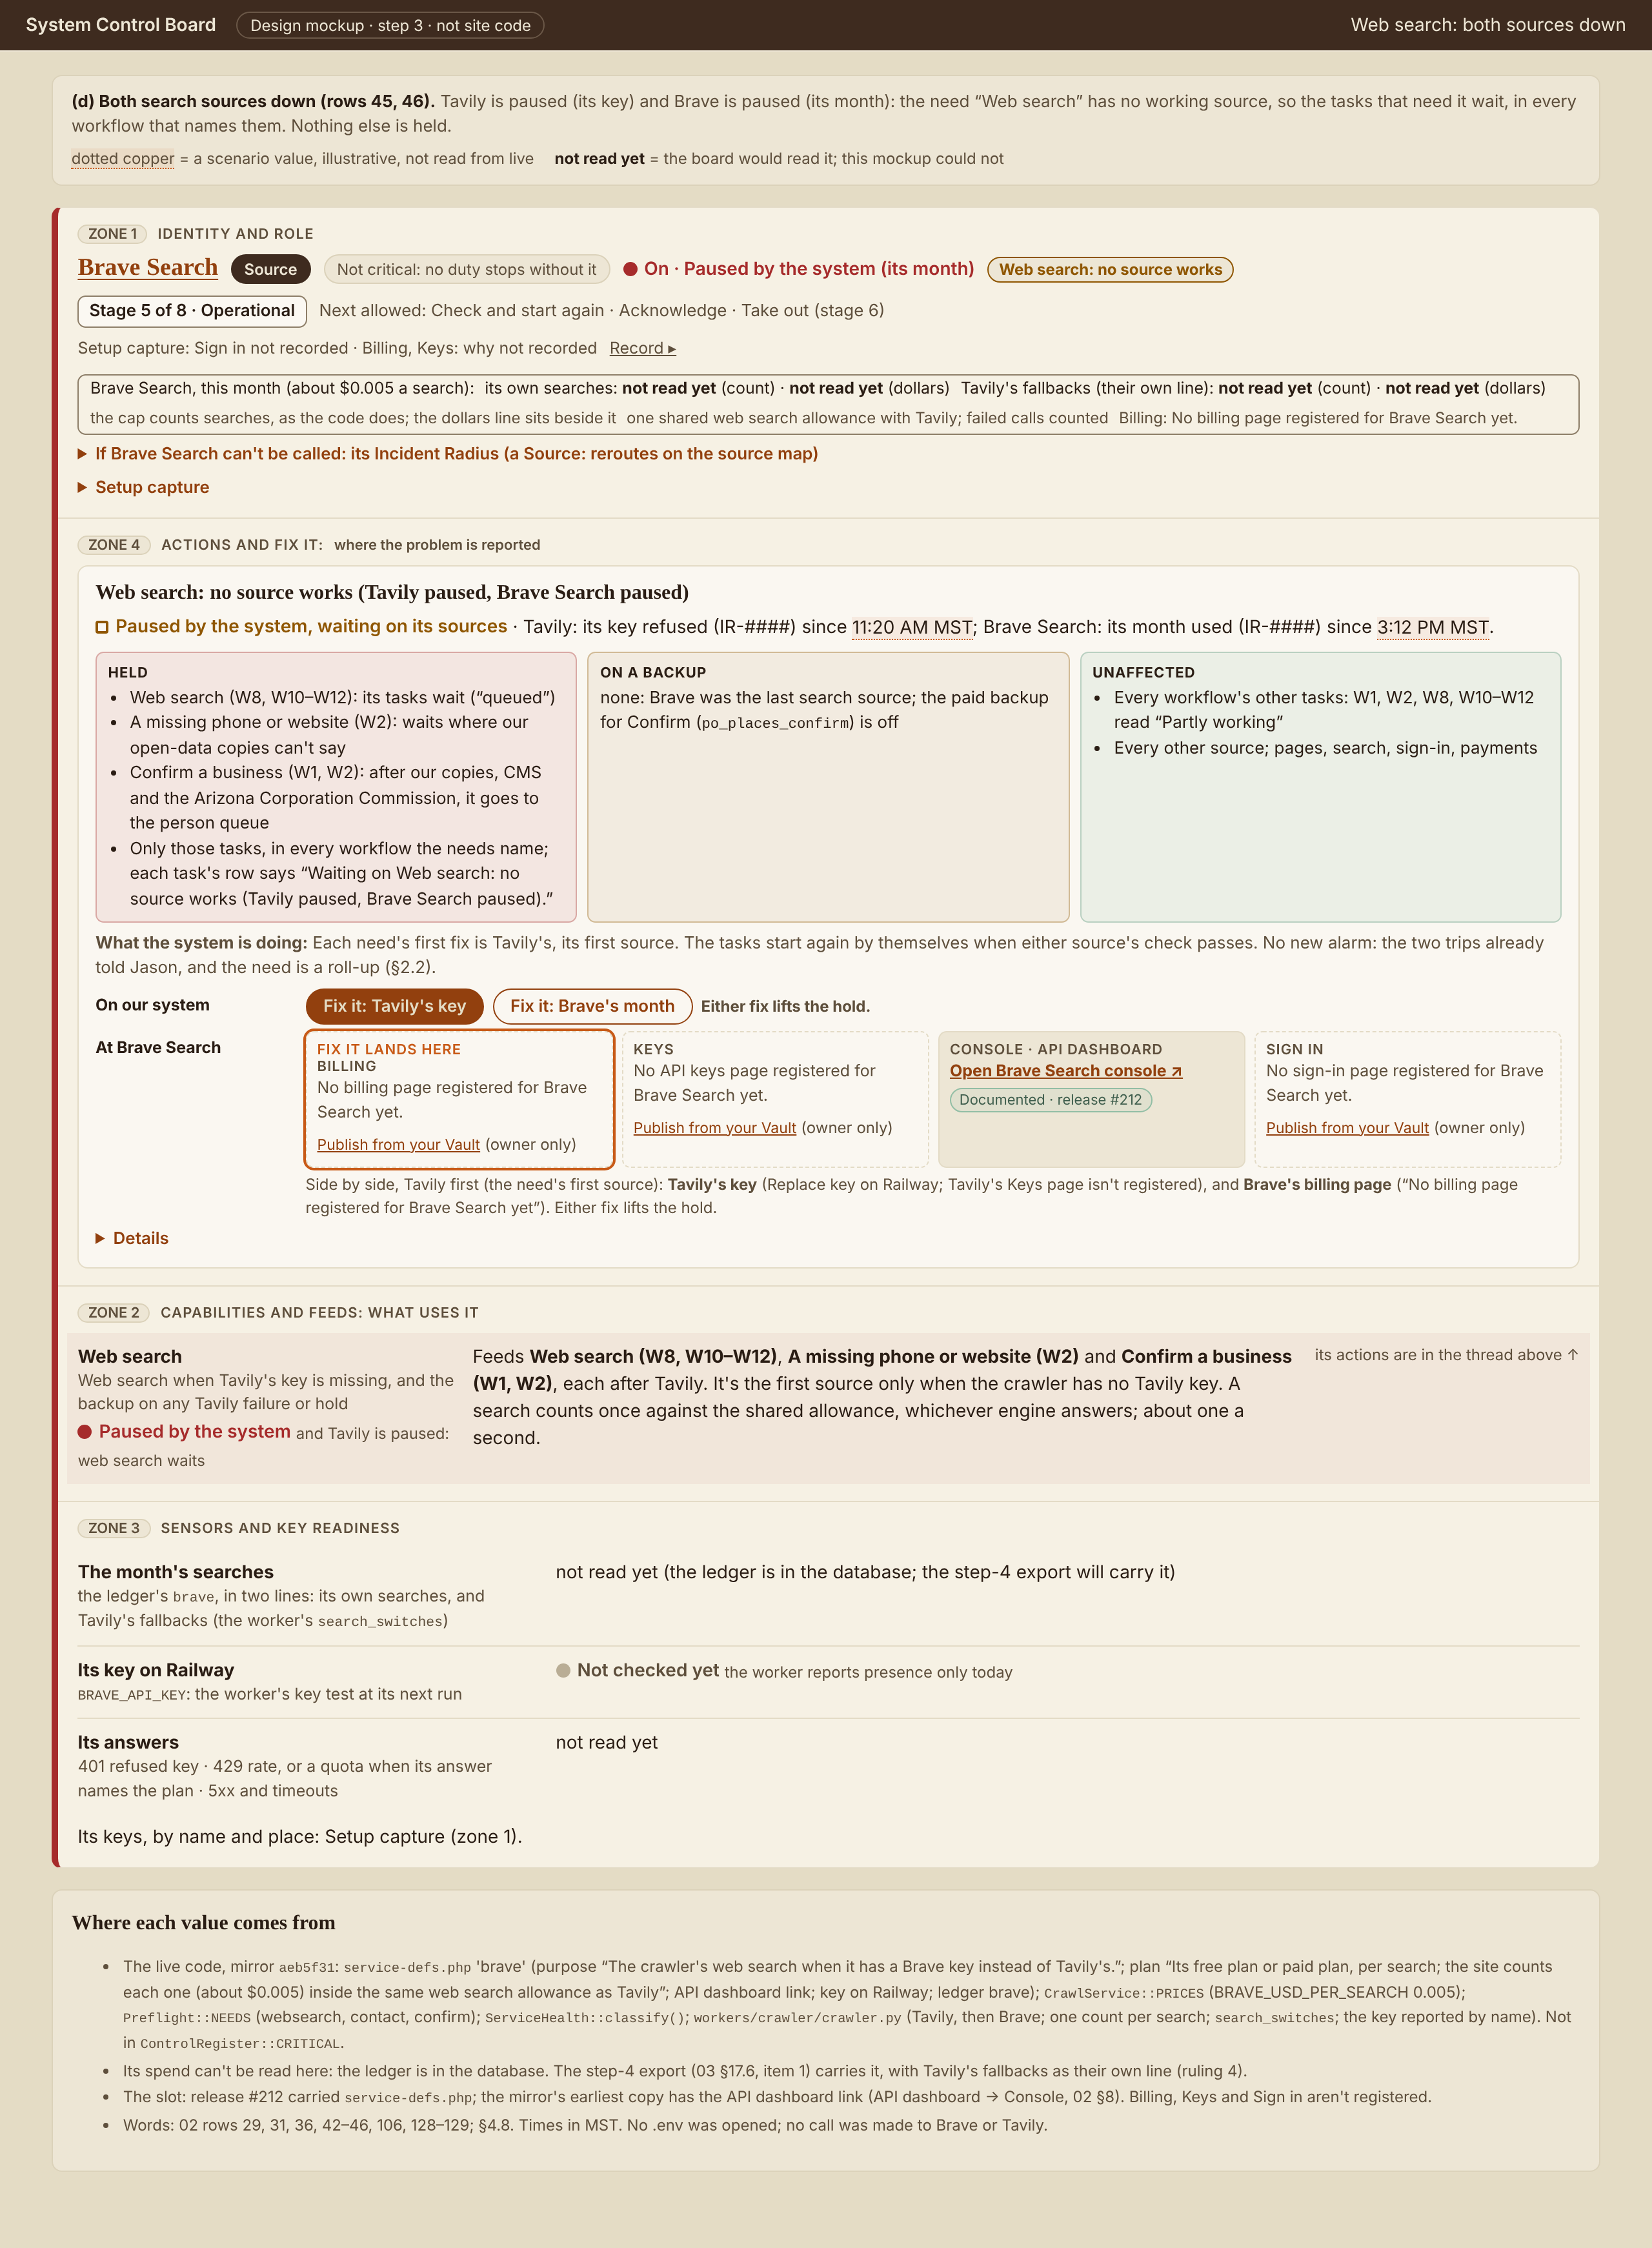 System Control Board
Design mockup · step 3 · not site code
Web search: both sources down
(d) Both search sources down (rows 45, 46). Tavily is paused (its key) and Brave is paused (its month): the need “Web search” has no working source, so the tasks that need it wait, in every
workflow that names them. Nothing else is held.
dotted copper = a scenario value, illustrative, not read from live not read yet = the board would read it; this mockup could not
ZONE 1 IDENTITY AND ROLE
Brave Search Source Not critical: no duty stops without it On · Paused by the system (its month) Web search: no source works
Stage 5 of 8 · Operational Next allowed: Check and start again · Acknowledge · Take out (stage 6)
Setup capture: Sign in not recorded · Billing, Keys: why not recorded Record ▸
Brave Search, this month (about $0.005 a search): its own searches: not read yet (count) · not read yet (dollars) Tavily's fallbacks (their own line): not read yet (count) · not read yet (dollars)
the cap counts searches, as the code does; the dollars line sits beside it one shared web search allowance with Tavily; failed calls counted Billing: No billing page registered for Brave Search yet.
▶ If Brave Search can't be called: its Incident Radius (a Source: reroutes on the source map)
▶ Setup capture
ZONE 4 ACTIONS AND FIX IT: where the problem is reported
Web search: no source works (Tavily paused, Brave Search paused)
Paused by the system, waiting on its sources · Tavily: its key refused (IR-####) since 11:20 AM MST; Brave Search: its month used (IR-####) since 3:12 PM MST.
HELD
• Web search (W8, W10–W12): its tasks wait (“queued”)
• A missing phone or website (W2): waits where our
open-data copies can't say
• Confirm a business (W1, W2): after our copies, CMS
and the Arizona Corporation Commission, it goes to
the person queue
• Only those tasks, in every workflow the needs name;
each task's row says “Waiting on Web search: no
source works (Tavily paused, Brave Search paused).”
ON A BACKUP
none: Brave was the last search source; the paid backup
for Confirm (po_places_confirm) is off
UNAFFECTED
• Every workflow's other tasks: W1, W2, W8, W10–W12
read “Partly working”
• Every other source; pages, search, sign-in, payments
What the system is doing: Each need's first fix is Tavily's, its first source. The tasks start again by themselves when either source's check passes. No new alarm: the two trips already
told Jason, and the need is a roll-up (§2.2).
On our system
Fix it: Tavily's key Fix it: Brave's month Either fix lifts the hold.
At Brave Search
FIX IT LANDS HERE
BILLING
No billing page registered for Brave
Search yet.
Publish from your Vault (owner only)
KEYS
No API keys page registered for
Brave Search yet.
Publish from your Vault (owner only)
CONSOLE · API DASHBOARD
Open Brave Search console ↗
Documented · release #212
SIGN IN
No sign-in page registered for Brave
Search yet.
Publish from your Vault (owner only)
Side by side, Tavily first (the need's first source): Tavily's key (Replace key on Railway; Tavily's Keys page isn't registered), and Brave's billing page (“No billing page
registered for Brave Search yet”). Either fix lifts the hold.
▶ Details
ZONE 2 CAPABILITIES AND FEEDS: WHAT USES IT
Web search
Web search when Tavily's key is missing, and the
backup on any Tavily failure or hold
Paused by the system and Tavily is paused:
web search waits
Feeds Web search (W8, W10–W12), A missing phone or website (W2) and Confirm a business
(W1, W2), each after Tavily. It's the first source only when the crawler has no Tavily key. A
search counts once against the shared allowance, whichever engine answers; about one a
second.
its actions are in the thread above ↑
ZONE 3 SENSORS AND KEY READINESS
The month's searches
the ledger's brave, in two lines: its own searches, and
Tavily's fallbacks (the worker's search_switches)
not read yet (the ledger is in the database; the step-4 export will carry it)
Its key on Railway
BRAVE_API_KEY: the worker's key test at its next run
Not checked yet the worker reports presence only today
Its answers
401 refused key · 429 rate, or a quota when its answer
names the plan · 5xx and timeouts
not read yet
Its keys, by name and place: Setup capture (zone 1).
Where each value comes from
• The live code, mirror aeb5f31: service-defs.php 'brave' (purpose “The crawler's web search when it has a Brave key instead of Tavily's.”; plan “Its free plan or paid plan, per search; the site counts
each one (about $0.005) inside the same web search allowance as Tavily”; API dashboard link; key on Railway; ledger brave); CrawlService::PRICES (BRAVE_USD_PER_SEARCH 0.005);
Preflight::NEEDS (websearch, contact, confirm); ServiceHealth::classify(); workers/crawler/crawler.py (Tavily, then Brave; one count per search; search_switches; the key reported by name). Not
in ControlRegister::CRITICAL.
• Its spend can't be read here: the ledger is in the database. The step-4 export (03 §17.6, item 1) carries it, with Tavily's fallbacks as their own line (ruling 4).
• The slot: release #212 carried service-defs.php; the mirror's earliest copy has the API dashboard link (API dashboard → Console, 02 §8). Billing, Keys and Sign in aren't registered.
• Words: 02 rows 29, 31, 36, 42–46, 106, 128–129; §4.8. Times in MST. No .env was opened; no call was made to Brave or Tavily.